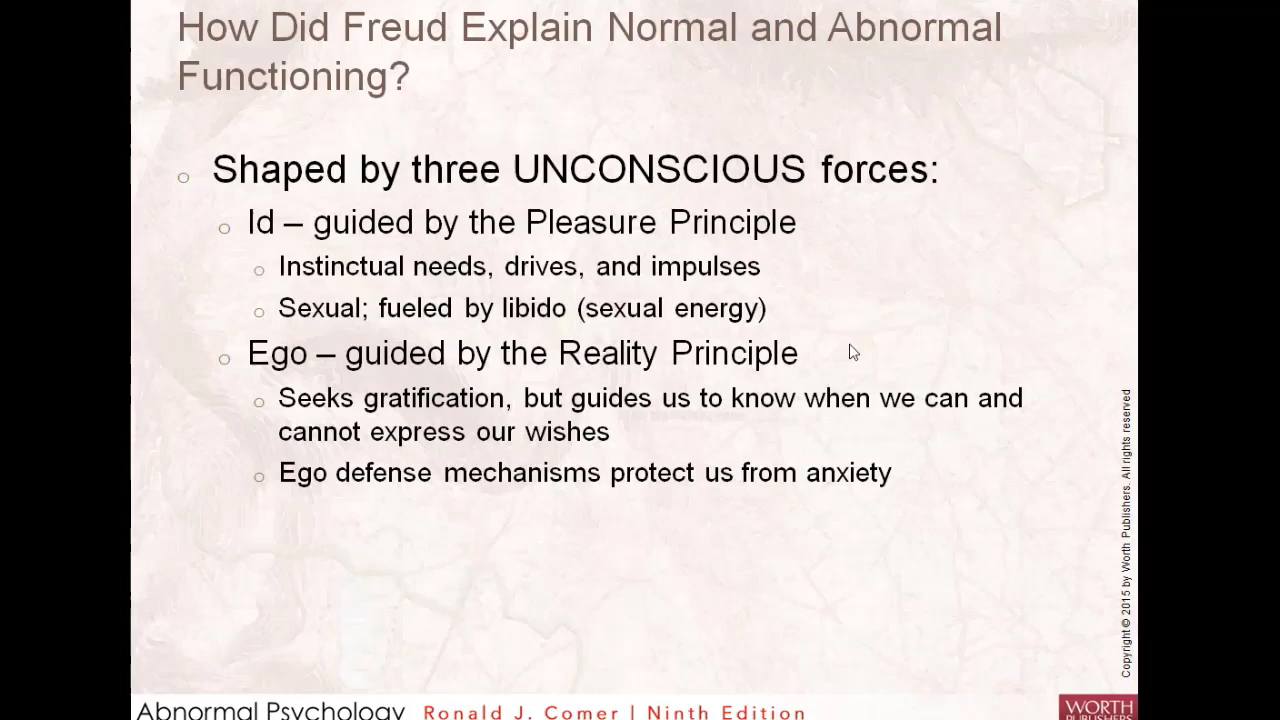 How Did Freud Explain Normal and Abnormal
Functioning?
Shaped by three UNCONSCIOUS forces:
Id – guided by the Pleasure Principle
Instinctual needs, drives, and impulses
Sexual; fueled by libido (sexual energy)
Ego – guided by the Reality Principle
Seeks gratification, but guides us to know when we can and
cannot express our wishes
Ego defense mechanisms protect us from anxiety
Copyright © 2015 by Worth Publishers. All rights reserved
Abnormal Psychology Ronald J. Comer | Ninth Edition
WORTH
PUBLISHERS